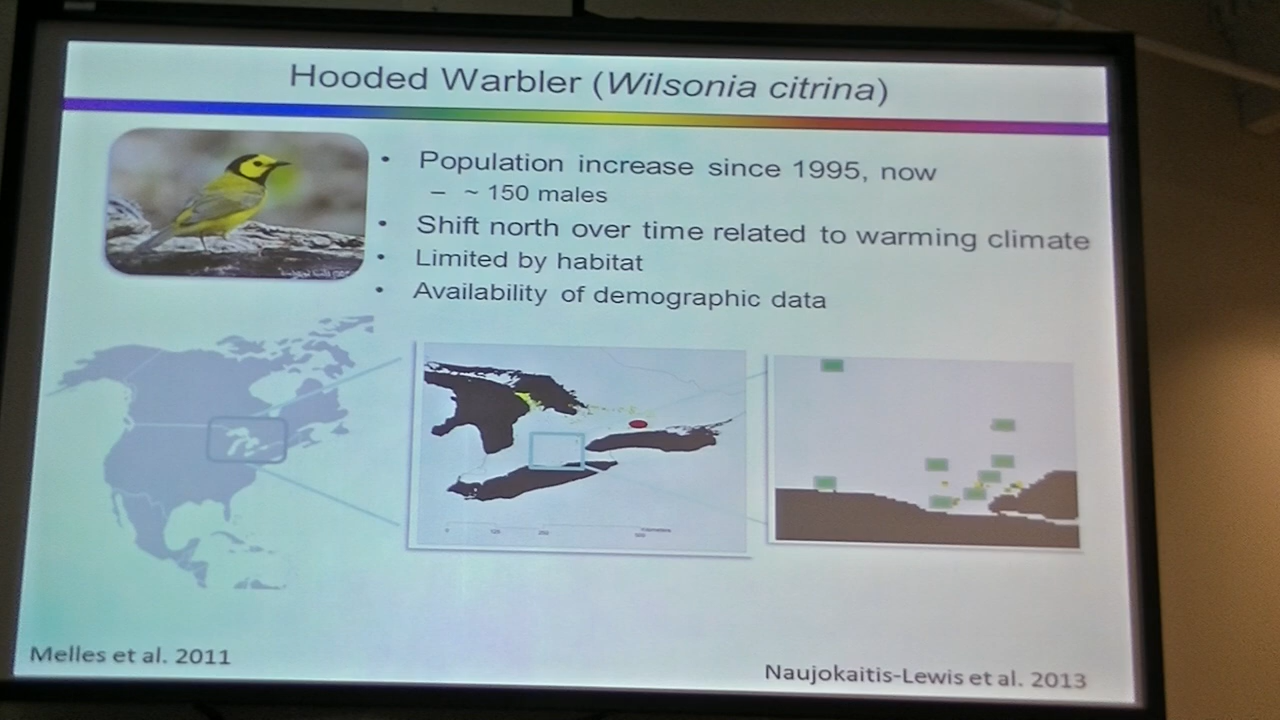 Hooded Warbler (Wilsonia citrina)
• Population increase since 1995, now
– ~ 150 males
• Shift north over time related to warming climate
• Limited by habitat
• Availability of demographic data
Melles et al. 2011
Naujokaitis-Lewis et al. 2013